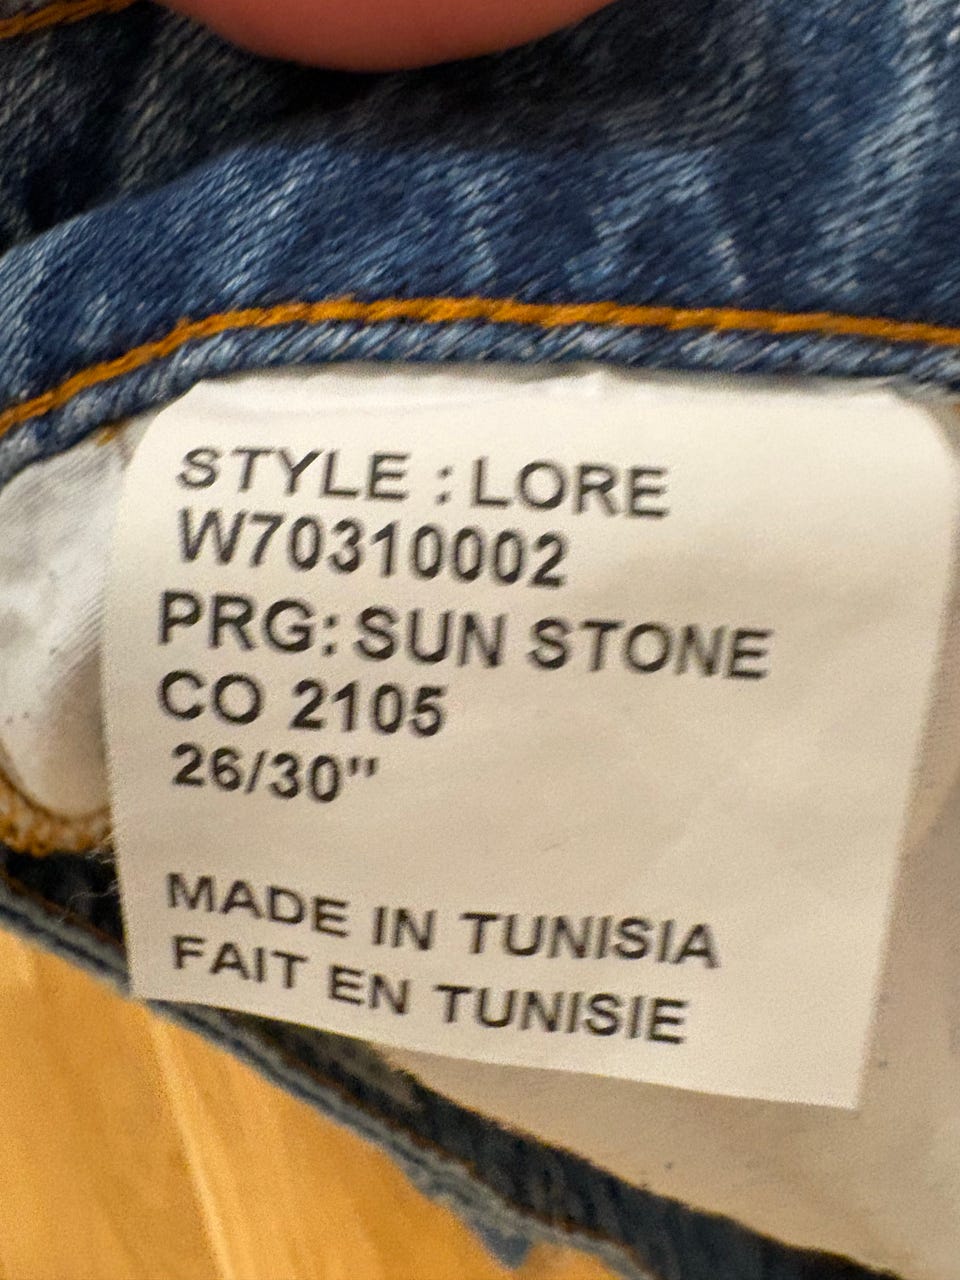 STYLE : LORE
W70310002
PRG: SUN STONE
CO 2105
26/30"
MADE IN TUNISIA
FAIT EN TUNISIE